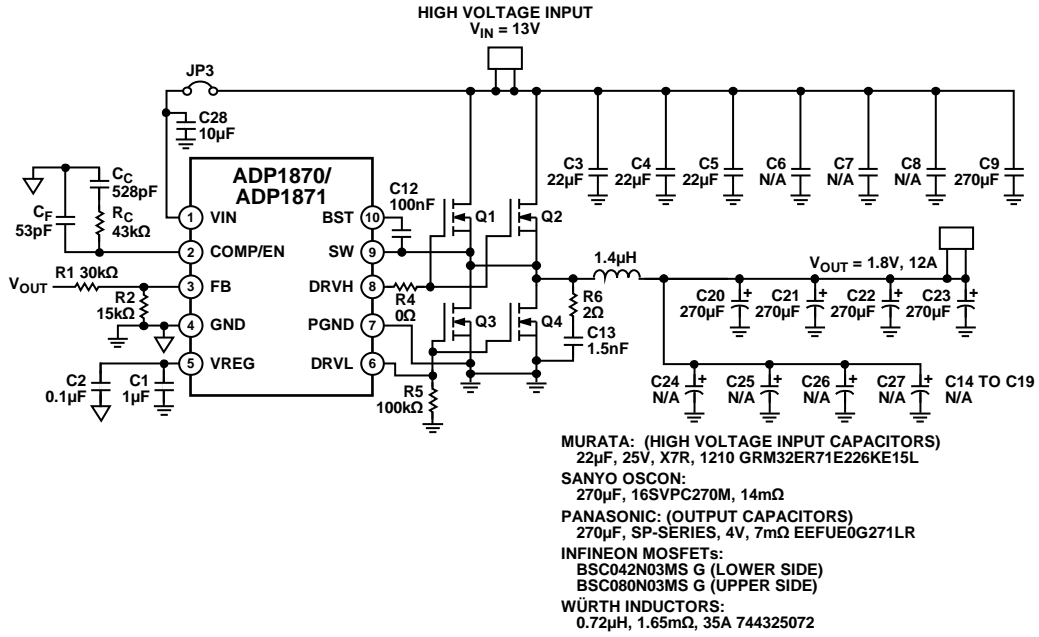 HIGH VOLTAGE INPUT
V_IN = 13V
JP3
C28
10µF
C3
22µF
C4
22µF
C5
22µF
C6
N/A
C7
N/A
C8
N/A
C9
270µF
C_C
528pF
C_F
53pF
R_C
43kΩ
ADP1870/
ADP1871
1 VIN
BST 10
2 COMP/EN
SW 9
3 FB
DRVH 8
4 GND
PGND 7
5 VREG
DRVL 6
C12
100nF
Q1
Q2
V_OUT
R1 30kΩ
R2
15kΩ
R4
0Ω
Q3
Q4
C2
0.1µF
C1
1µF
R5
100kΩ
1.4µH
R6
2Ω
C13
1.5nF
V_OUT = 1.8V, 12A
C20 +
270µF
C21 +
270µF
C22 +
270µF
C23 +
270µF
C24 +
N/A
C25 +
N/A
C26 +
N/A
C27 +
N/A
C14 TO C19
N/A
MURATA: (HIGH VOLTAGE INPUT CAPACITORS)
22µF, 25V, X7R, 1210 GRM32ER71E226KE15L
SANYO OSCON:
270µF, 16SVPC270M, 14mΩ
PANASONIC: (OUTPUT CAPACITORS)
270µF, SP-SERIES, 4V, 7mΩ EEFUE0G271LR
INFINEON MOSFETs:
BSC042N03MS G (LOWER SIDE)
BSC080N03MS G (UPPER SIDE)
WÜRTH INDUCTORS:
0.72µH, 1.65mΩ, 35A 744325072